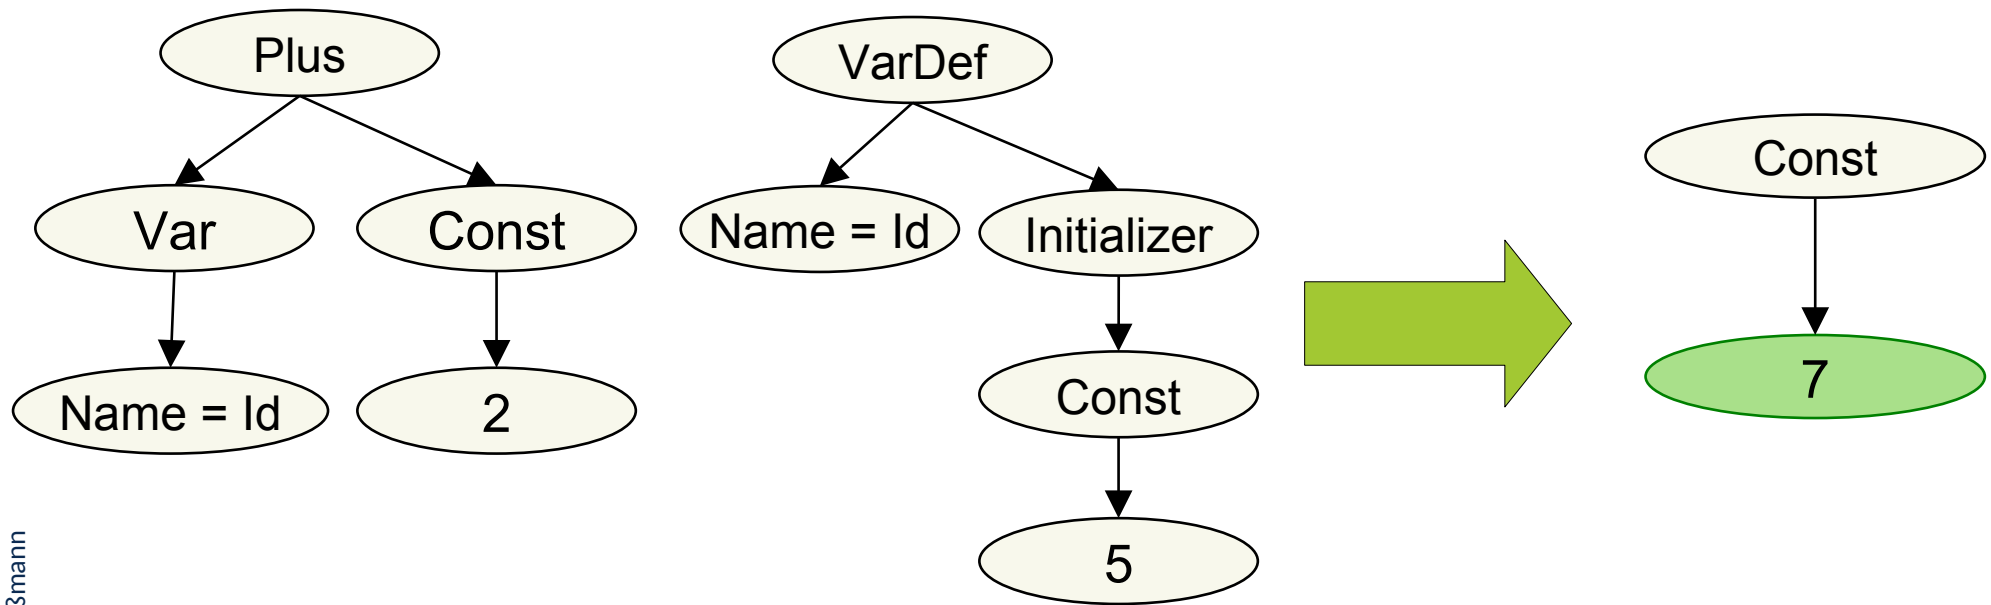 Plus
VarDef
Const
Var
Const
Name = Id
Initializer
Name = Id
2
Const
7
5
ßmann